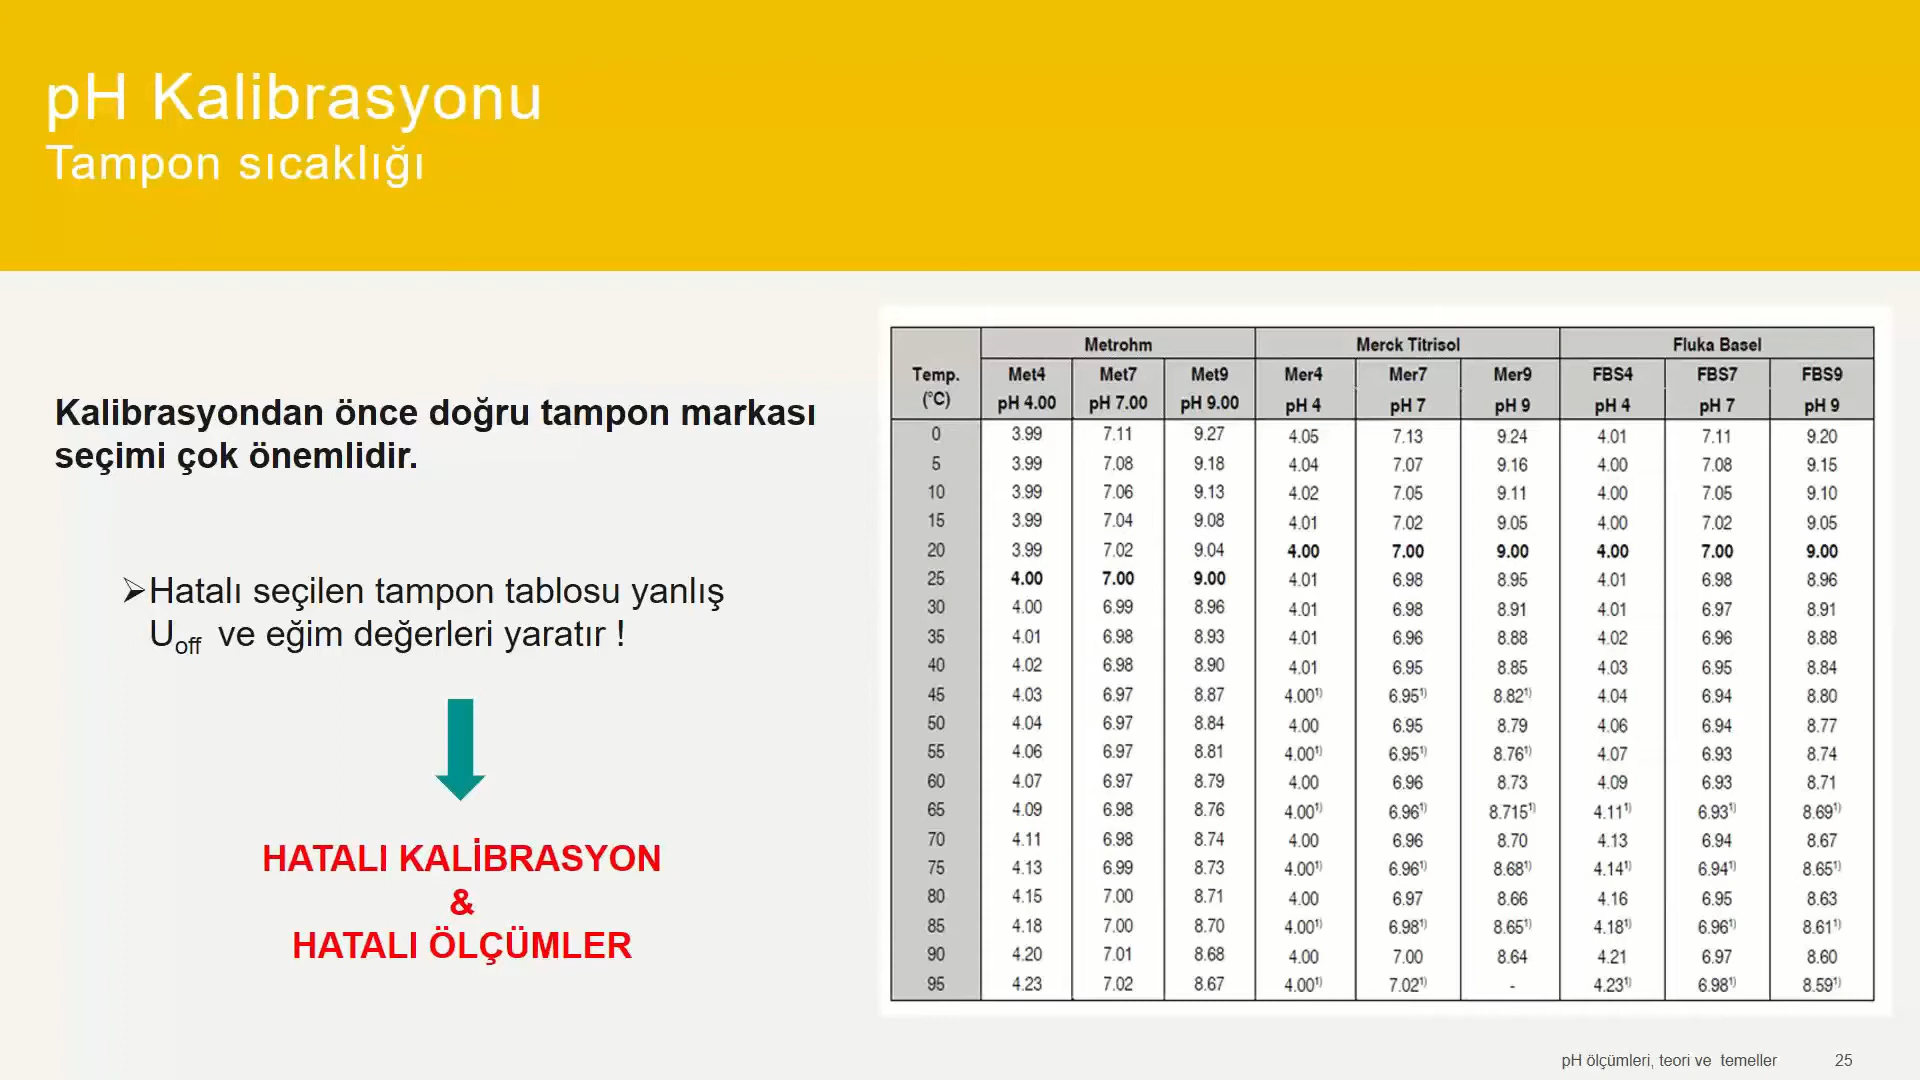 pH Kalibrasyonu
Tampon sıcaklığı
Kalibrasyondan önce doğru tampon markası
seçimi çok önemlidir.
➢Hatalı seçilen tampon tablosu yanlış
Uoff ve eğim değerleri yaratır !
HATALI KALİBRASYON
&
HATALI ÖLÇÜMLER
Metrohm Merck Titrisol Fluka Basel
Temp. Met4 Met7 Met9 Mer4 Mer7 Mer9 FBS4 FBS7 FBS9
(°C) pH 4.00 pH 7.00 pH 9.00 pH 4 pH 7 pH 9 pH 4 pH 7 pH 9
0 3.99 7.11 9.27 4.05 7.13 9.24 4.01 7.11 9.20
5 3.99 7.08 9.18 4.04 7.07 9.16 4.00 7.08 9.15
10 3.99 7.06 9.13 4.02 7.05 9.11 4.00 7.05 9.10
15 3.99 7.04 9.08 4.01 7.02 9.05 4.00 7.02 9.05
20 3.99 7.02 9.04 4.00 7.00 9.00 4.00 7.00 9.00
25 4.00 7.00 9.00 4.01 6.98 8.95 4.01 6.98 8.96
30 4.00 6.99 8.96 4.01 6.98 8.91 4.01 6.97 8.91
35 4.01 6.98 8.93 4.01 6.96 8.88 4.02 6.96 8.88
40 4.02 6.98 8.90 4.01 6.95 8.85 4.03 6.95 8.84
45 4.03 6.97 8.87 4.00¹⁾ 6.95¹⁾ 8.82¹⁾ 4.04 6.94 8.80
50 4.04 6.97 8.84 4.00 6.95 8.79 4.06 6.94 8.77
55 4.06 6.97 8.81 4.00¹⁾ 6.95¹⁾ 8.76¹⁾ 4.07 6.93 8.74
60 4.07 6.97 8.79 4.00 6.96 8.73 4.09 6.93 8.71
65 4.09 6.98 8.76 4.00¹⁾ 6.96¹⁾ 8.715¹⁾ 4.11¹⁾ 6.93¹⁾ 8.69¹⁾
70 4.11 6.98 8.74 4.00 6.96 8.70 4.13 6.94 8.67
75 4.13 6.99 8.73 4.00¹⁾ 6.96¹⁾ 8.68¹⁾ 4.14¹⁾ 6.94¹⁾ 8.65¹⁾
80 4.15 7.00 8.71 4.00 6.97 8.66 4.16 6.95 8.63
85 4.18 7.00 8.70 4.00¹⁾ 6.98¹⁾ 8.65¹⁾ 4.18¹⁾ 6.96¹⁾ 8.61¹⁾
90 4.20 7.01 8.68 4.00 7.00 8.64 4.21 6.97 8.60
95 4.23 7.02 8.67 4.00¹⁾ 7.02¹⁾ - 4.23¹⁾ 6.98¹⁾ 8.59¹⁾
pH ölçümleri, teori ve temeller 25